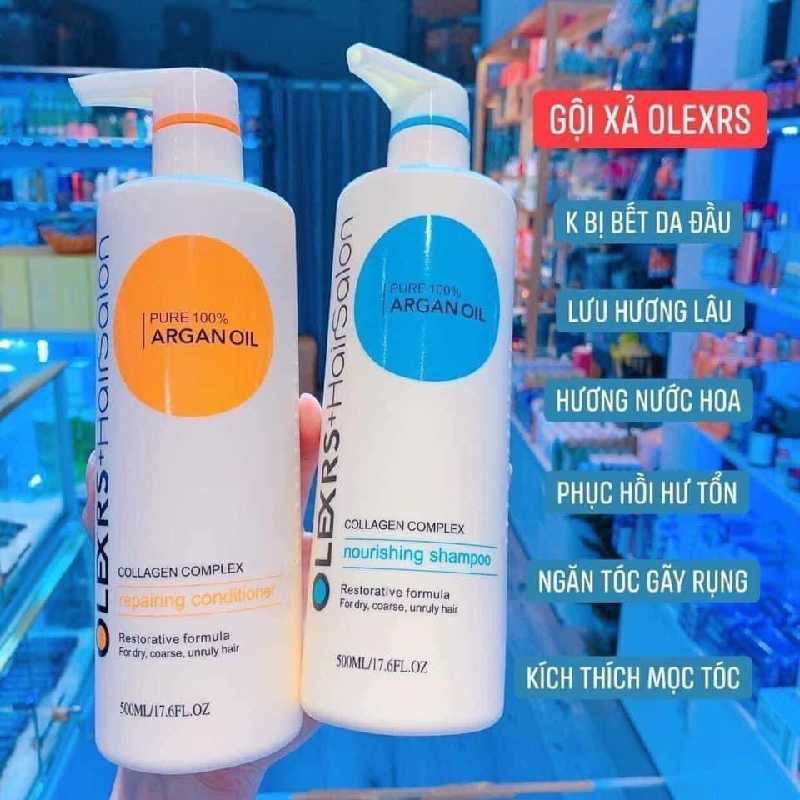 GỘI XẢ OLEXRS
K BỊ BẾT DA ĐẦU
LƯU HƯƠNG LÂU
HƯƠNG NƯỚC HOA
PHỤC HỒI HƯ TỔN
NGĂN TÓC GÃY RỤNG
KÍCH THÍCH MỌC TÓC
OLEXRS+HairSalon
PURE 100%
ARGAN OIL
COLLAGEN COMPLEX
repairing conditioner
Restorative formula
For dry, coarse, unruly hair
500ML/17.6FL.OZ
OLEXRS+HairSalon
PURE 100%
ARGAN OIL
COLLAGEN COMPLEX
nourishing shampoo
Restorative formula
For dry, coarse, unruly hair
500ML/17.6FL.OZ